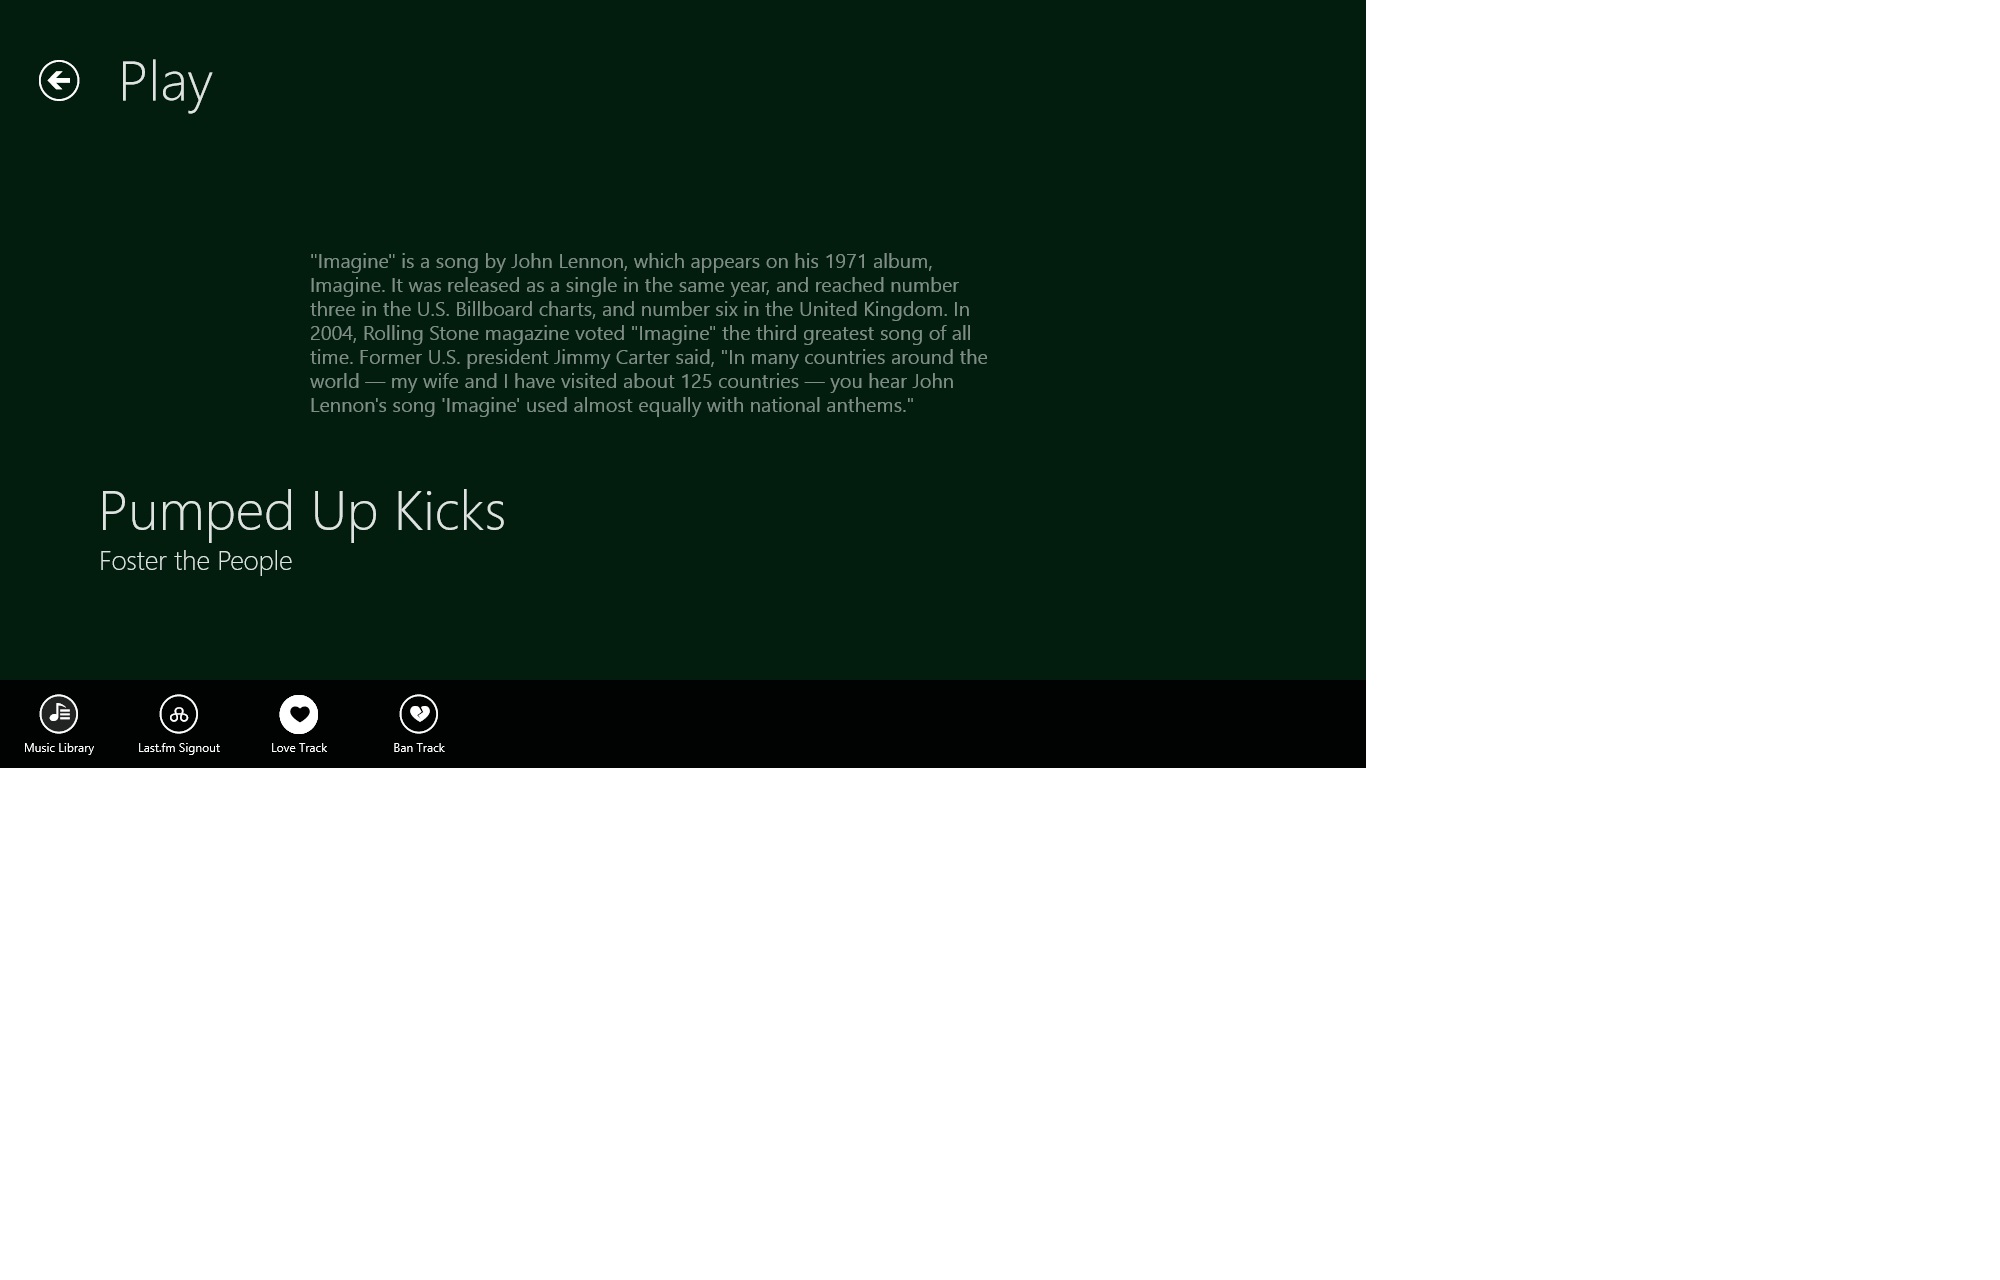 Play
"Imagine" is a song by John Lennon, which appears on his 1971 album,
Imagine. It was released as a single in the same year, and reached number
three in the U.S. Billboard charts, and number six in the United Kingdom. In
2004, Rolling Stone magazine voted "Imagine" the third greatest song of all
time. Former U.S. president Jimmy Carter said, "In many countries around the
world — my wife and I have visited about 125 countries — you hear John
Lennon's song 'Imagine' used almost equally with national anthems."
Pumped Up Kicks
Foster the People
Music Library
Last.fm Signout
Love Track
Ban Track